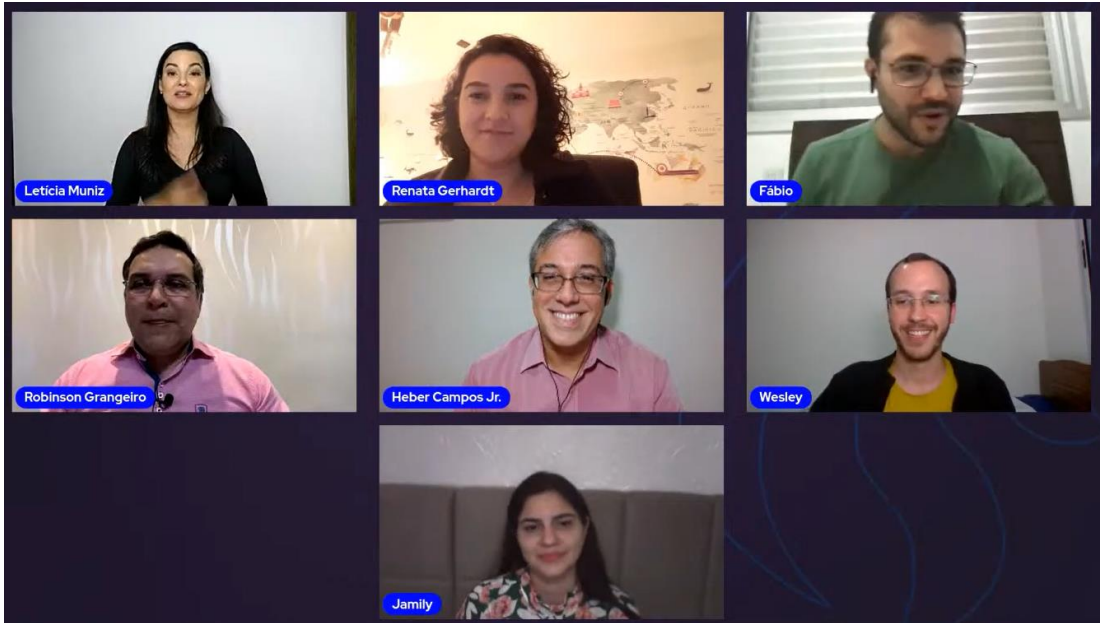 Letícia Muniz
Renata Gerhardt
Fábio
Robinson Grangeiro
Heber Campos Jr.
Wesley
Jamily